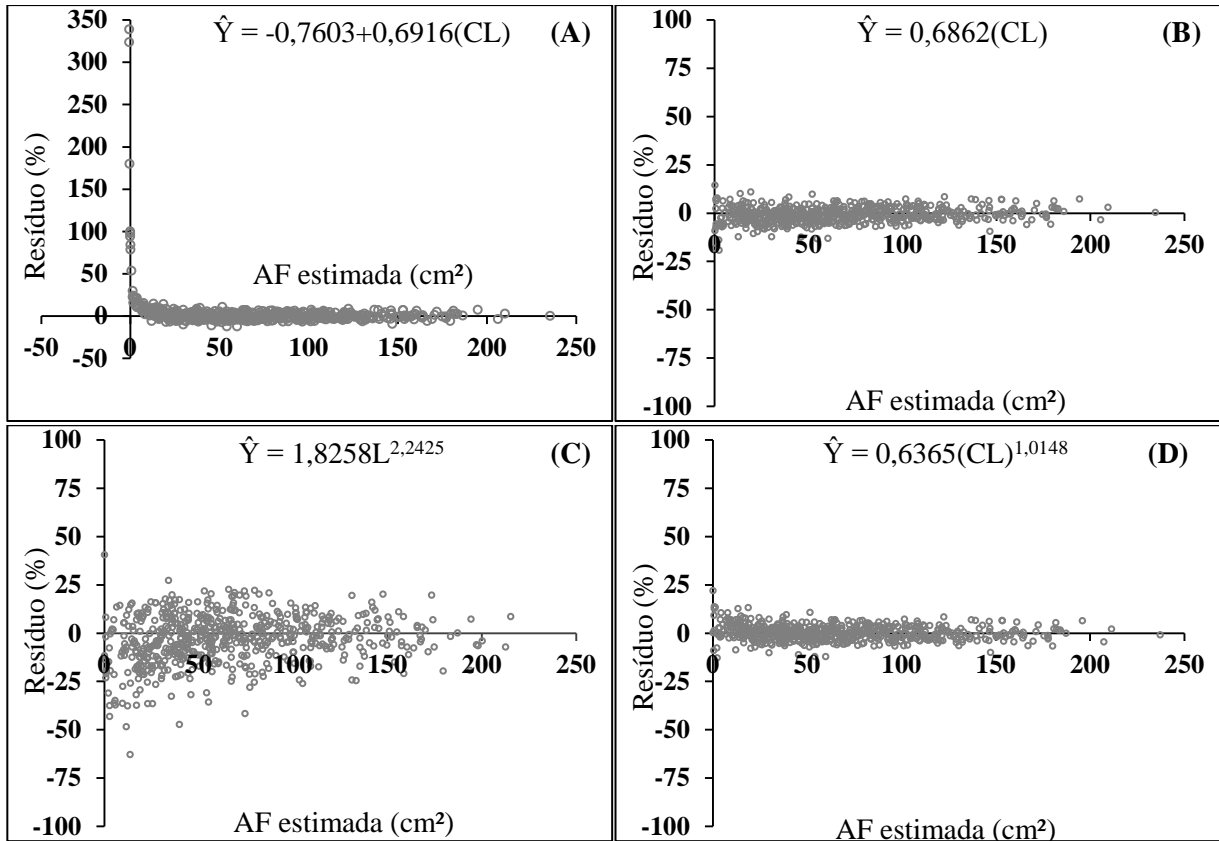 Ŷ = -0,7603+0,6916(CL) (A)
350
300
250
200
150
100
50
0
-50
Resíduo (%)
AF estimada (cm²)
-50 0 50 100 150 200 250
Ŷ = 0,6862(CL) (B)
100
75
50
25
0
-25
-50
-75
-100
Resíduo (%)
0 50 100 150 200 250
AF estimada (cm²)
Ŷ = 1,8258L^2,2425 (C)
100
75
50
25
0
-25
-50
-75
-100
Resíduo (%)
0 50 100 150 200 250
AF estimada (cm²)
Ŷ = 0,6365(CL)^1,0148 (D)
100
75
50
25
0
-25
-50
-75
-100
Resíduo (%)
0 50 100 150 200 250
AF estimada (cm²)